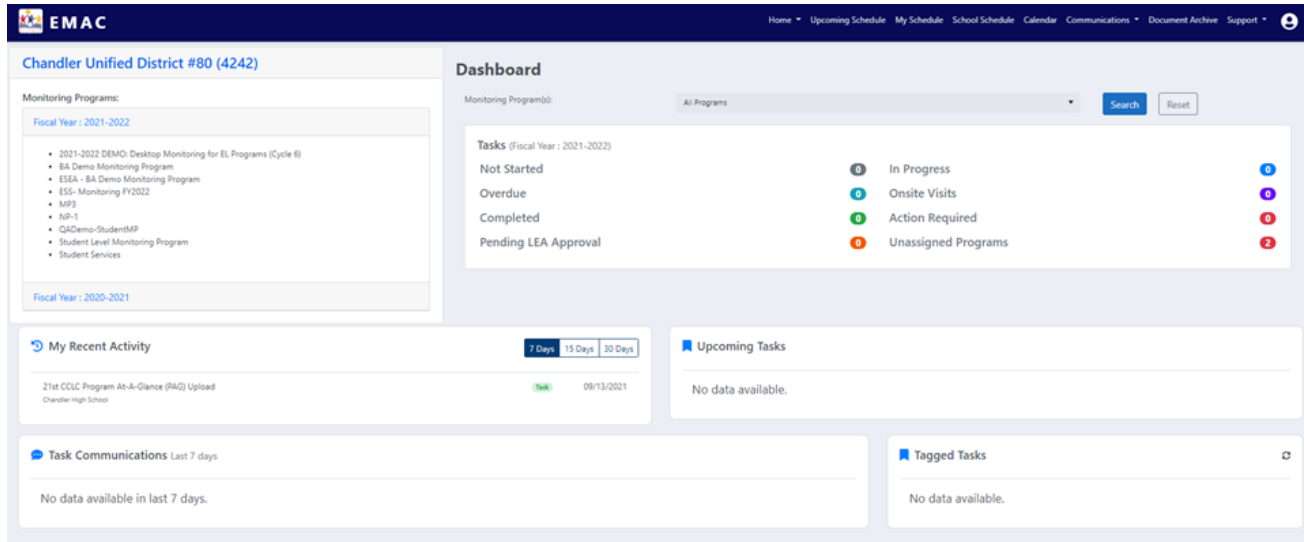 EMAC
Home Upcoming Schedule My Schedule School Schedule Calendar Communications Document Archive Support
Chandler Unified District #80 (4242)
Monitoring Programs:
Fiscal Year : 2021-2022
2021-2022 DEMO: Desktop Monitoring for EL Programs (Cycle 6)
BA Demo Monitoring Program
ESEA - BA Demo Monitoring Program
ESS- Monitoring FY2022
MP3
NP-1
QADemo-StudentMP
Student Level Monitoring Program
Student Services
Fiscal Year : 2020-2021
Dashboard
Monitoring Program(s): All Programs Search Reset
Tasks (Fiscal Year : 2021-2022)
Not Started 0 In Progress 0
Overdue 0 Onsite Visits 0
Completed 0 Action Required 0
Pending LEA Approval 0 Unassigned Programs 2
My Recent Activity 7 Days 15 Days 30 Days
21st CCLC Program At-A-Glance (PAG) Upload Task 09/13/2021
Chandler High School
Upcoming Tasks
No data available.
Task Communications Last 7 days
No data available in last 7 days.
Tagged Tasks
No data available.